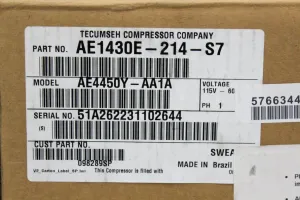 TECUMSEH COMPRESSOR COMPANY
PART NO. AE1430E-214-S7
MODEL AE4450Y-AA1A
VOLTAGE
115V - 60
PH 1
SERIAL NO. 51A262231102644
(S)
5766344
CUST PART NO.
098289SP
SWEA
MADE IN Brazil
This Compressor is filled with